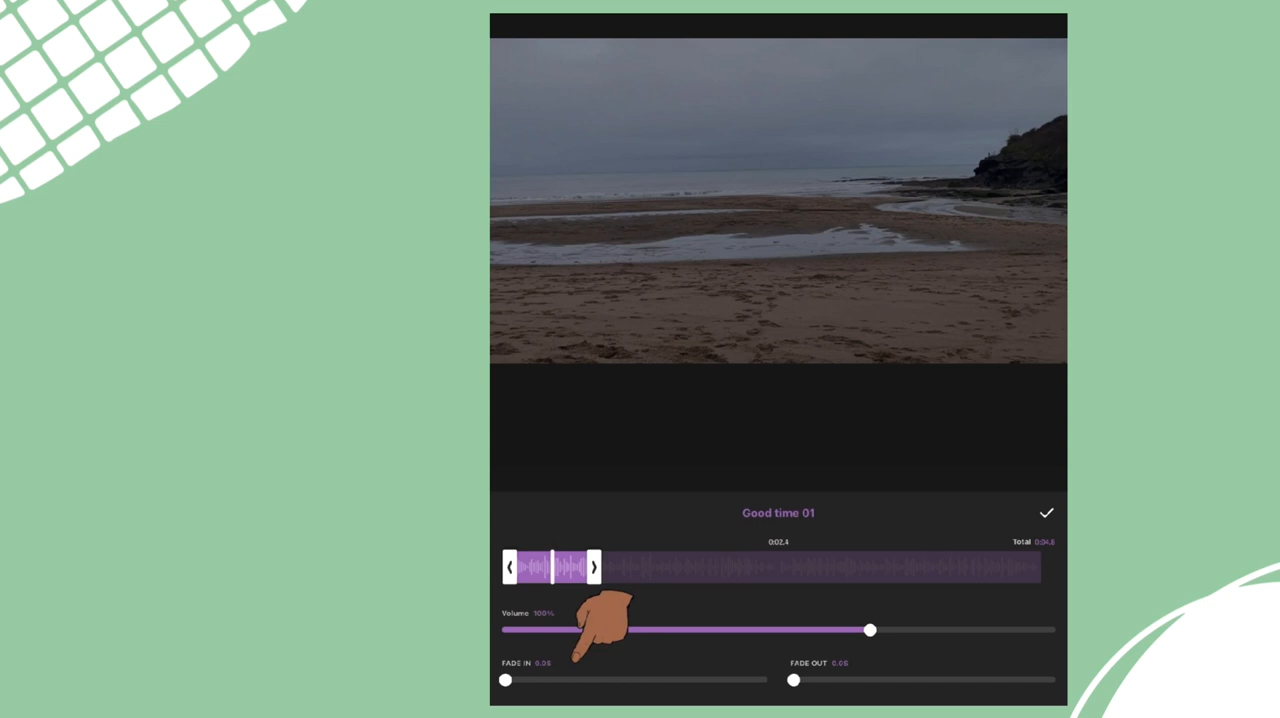 Good time 01
0:02.4
Total 0:04.8
Volume 100%
FADE IN 0.0S
FADE OUT 0.0S